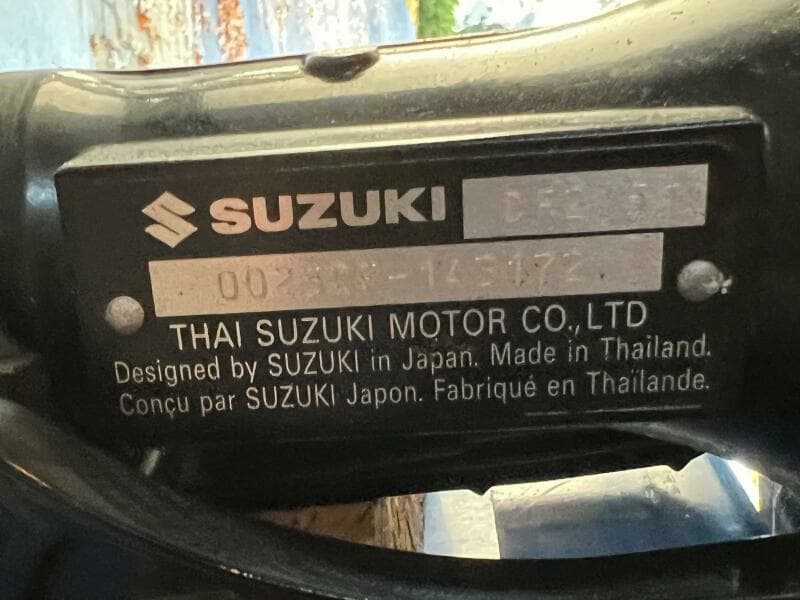 SUZUKI
THAI SUZUKI MOTOR CO.,LTD
Designed by SUZUKI in Japan. Made in Thailand.
Conçu par SUZUKI Japon. Fabriqué en Thaïlande.